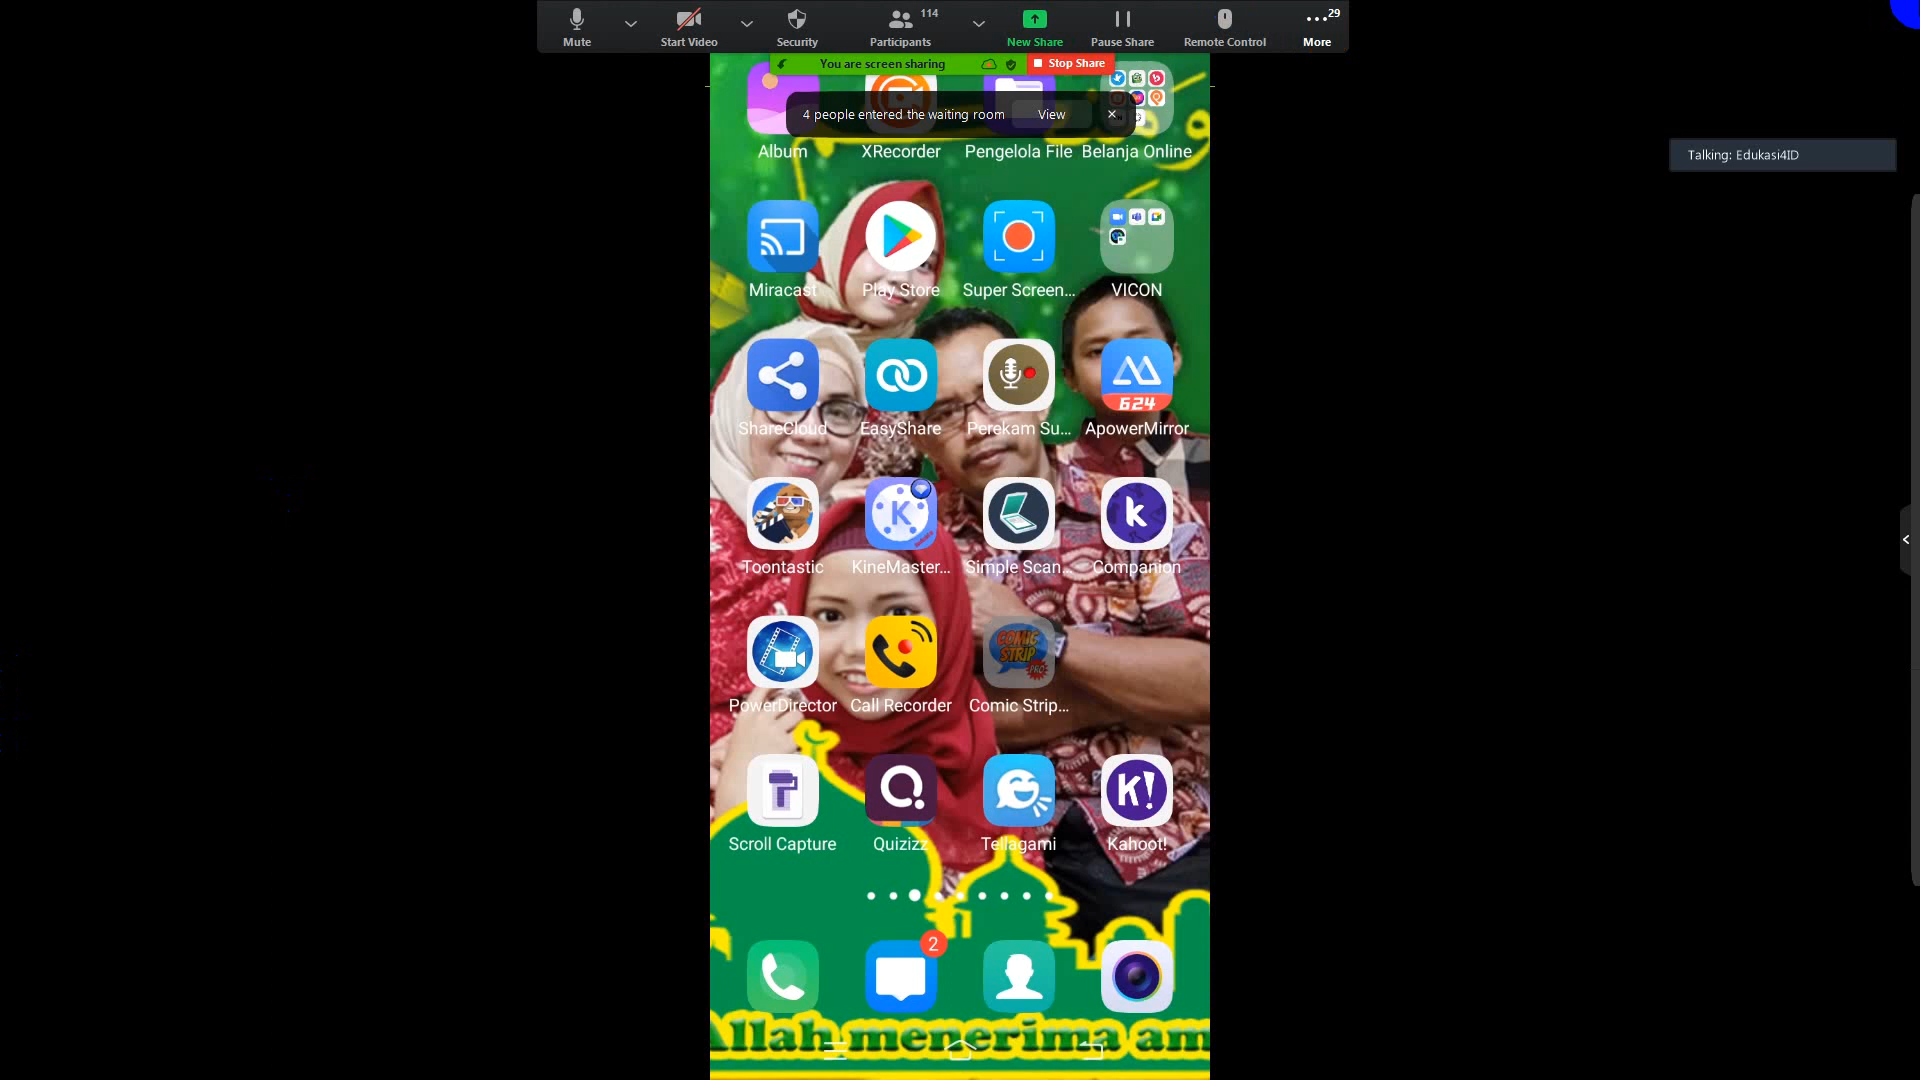 114
29
Mute
Start Video
Security
Participants
New Share
Pause Share
Remote Control
More
You are screen sharing
Stop Share
4 people entered the waiting room
View
Talking: Edukasi4ID
Album
XRecorder
Pengelola File
Belanja Online
Miracast
Play Store
Super Screen...
VICON
624
ShareCloud
EasyShare
Perekam Su...
ApowerMirror
K
k
Toontastic
KineMaster...
Simple Scan...
Companion
COMIC
STRIP
PRO
PowerDirector
Call Recorder
Comic Strip...
K!
Scroll Capture
Quizizz
Tellagami
Kahoot!
2
Allah menerima am